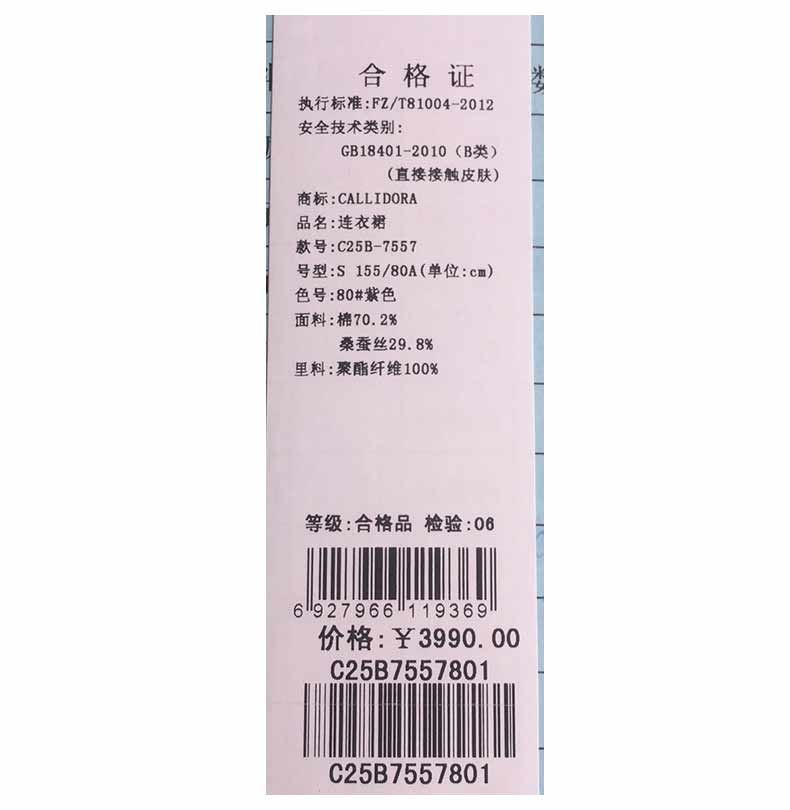 合格证
执行标准:FZ/T81004-2012
安全技术类别:
GB18401-2010（B类）
(直接接触皮肤)
商标:CALLIDORA
品名:连衣裙
款号:C25B-7557
号型:S 155/80A(单位:cm)
色号:80#紫色
面料:棉70.2%
桑蚕丝29.8%
里料:聚酯纤维100%
等级:合格品 检验:06
6 927966 119369
价格:￥3990.00
C25B7557801
C25B7557801
数